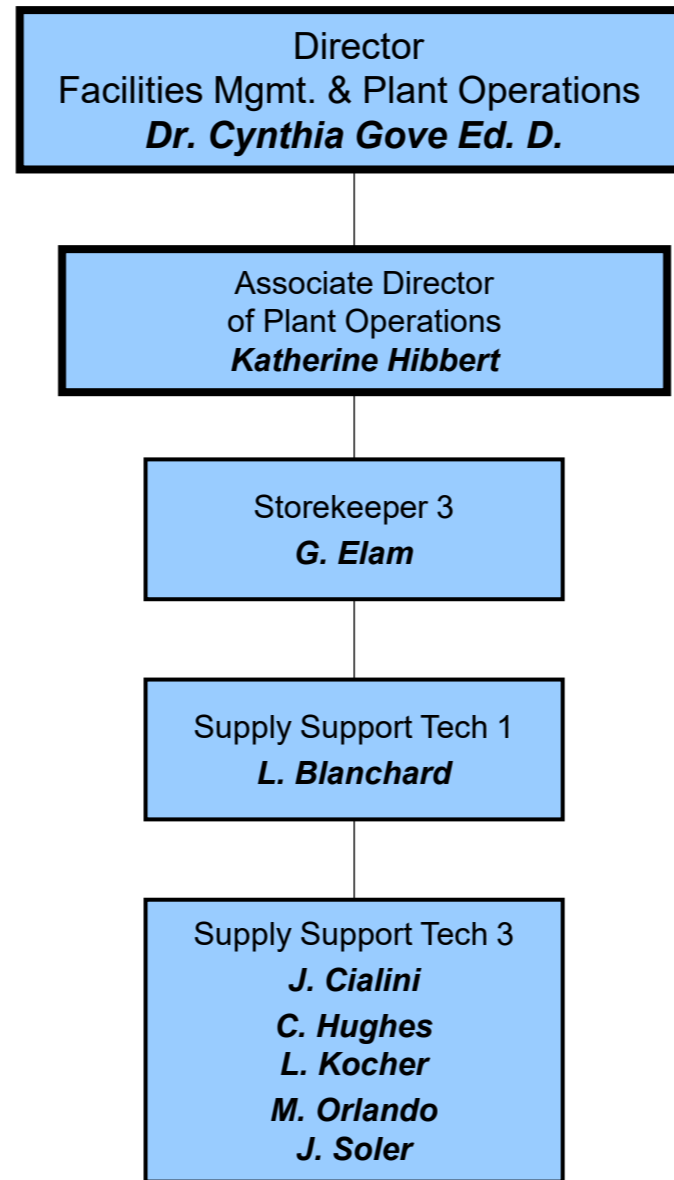 Director
Facilities Mgmt. & Plant Operations
Dr. Cynthia Gove Ed. D.
Associate Director
of Plant Operations
Katherine Hibbert
Storekeeper 3
G. Elam
Supply Support Tech 1
L. Blanchard
Supply Support Tech 3
J. Cialini
C. Hughes
L. Kocher
M. Orlando
J. Soler